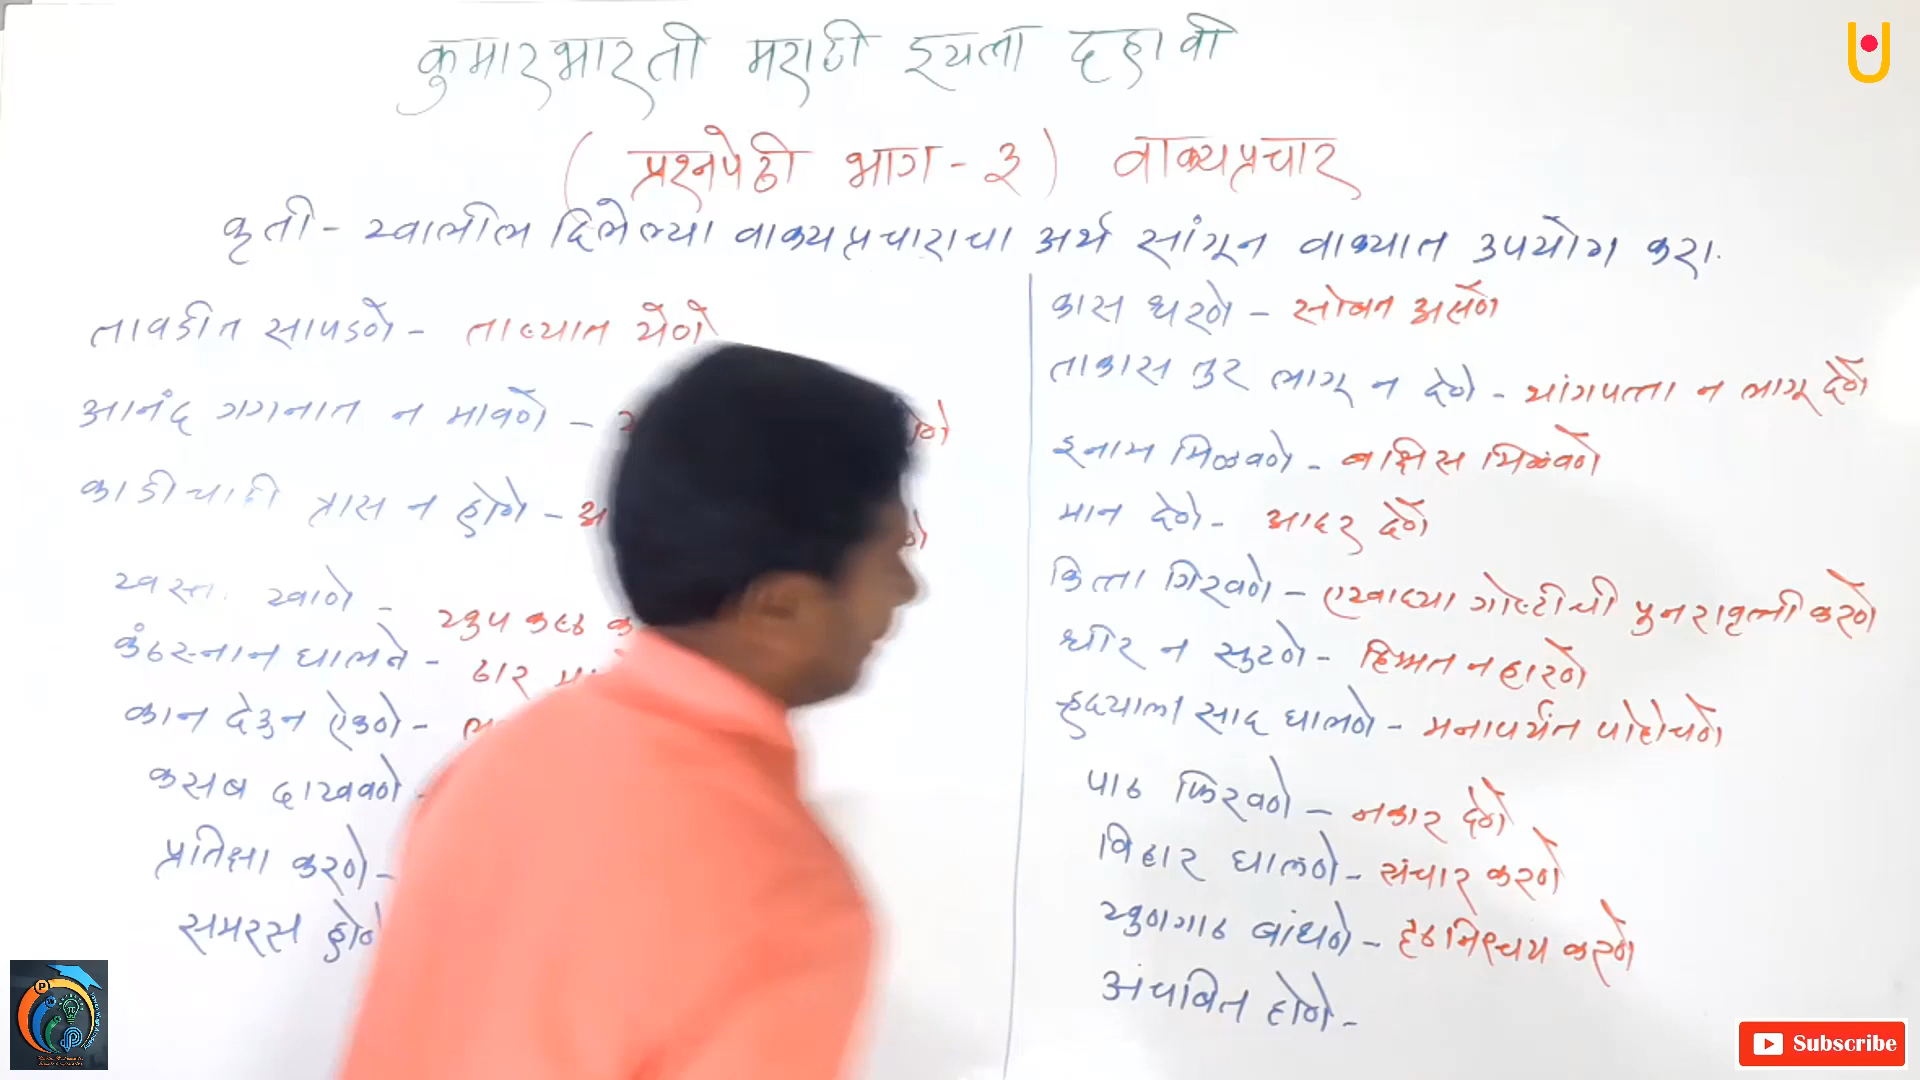 कुमारभारती मराठी इयत्ता दहावी
(प्रश्नपेढी भाग - ३) वाक्यप्रचार
कृती - खालील दिलेल्या वाक्यप्रचाराचा अर्थ सांगून वाक्यात उपयोग करा.
तावडीत सापडणे - ताब्यात येणे
आनंद गगनात न मावणे -
काडीचाही त्रास न होणे -
खस्ता खाणे - खुप कष्ट
कंठस्नान घालणे - ठार
कान देऊन ऐकणे -
कसब दाखवणे -
प्रतिक्षा करणे -
समरस होणे
कास धरणे - सोबत असणे
ताकास तुर लागू न देणे - थांगपत्ता न लागू देणे
इनाम मिळवणे - बक्षिस मिळवणे
मान देणे - आदर देणे
कित्ता गिरवणे - एखाद्या गोष्टीची पुनरावृत्ती करणे
धीर न सुटणे - हिम्मत न हारणे
हृदयाला साद घालणे - मनापर्यंत पोहोचणे
पाठ फिरवणे - नकार देणे
विहार घालणे - संचार करणे
खुणगाठ बांधणे - दृढनिश्चय करणे
अंचबित होणे -
Subscribe